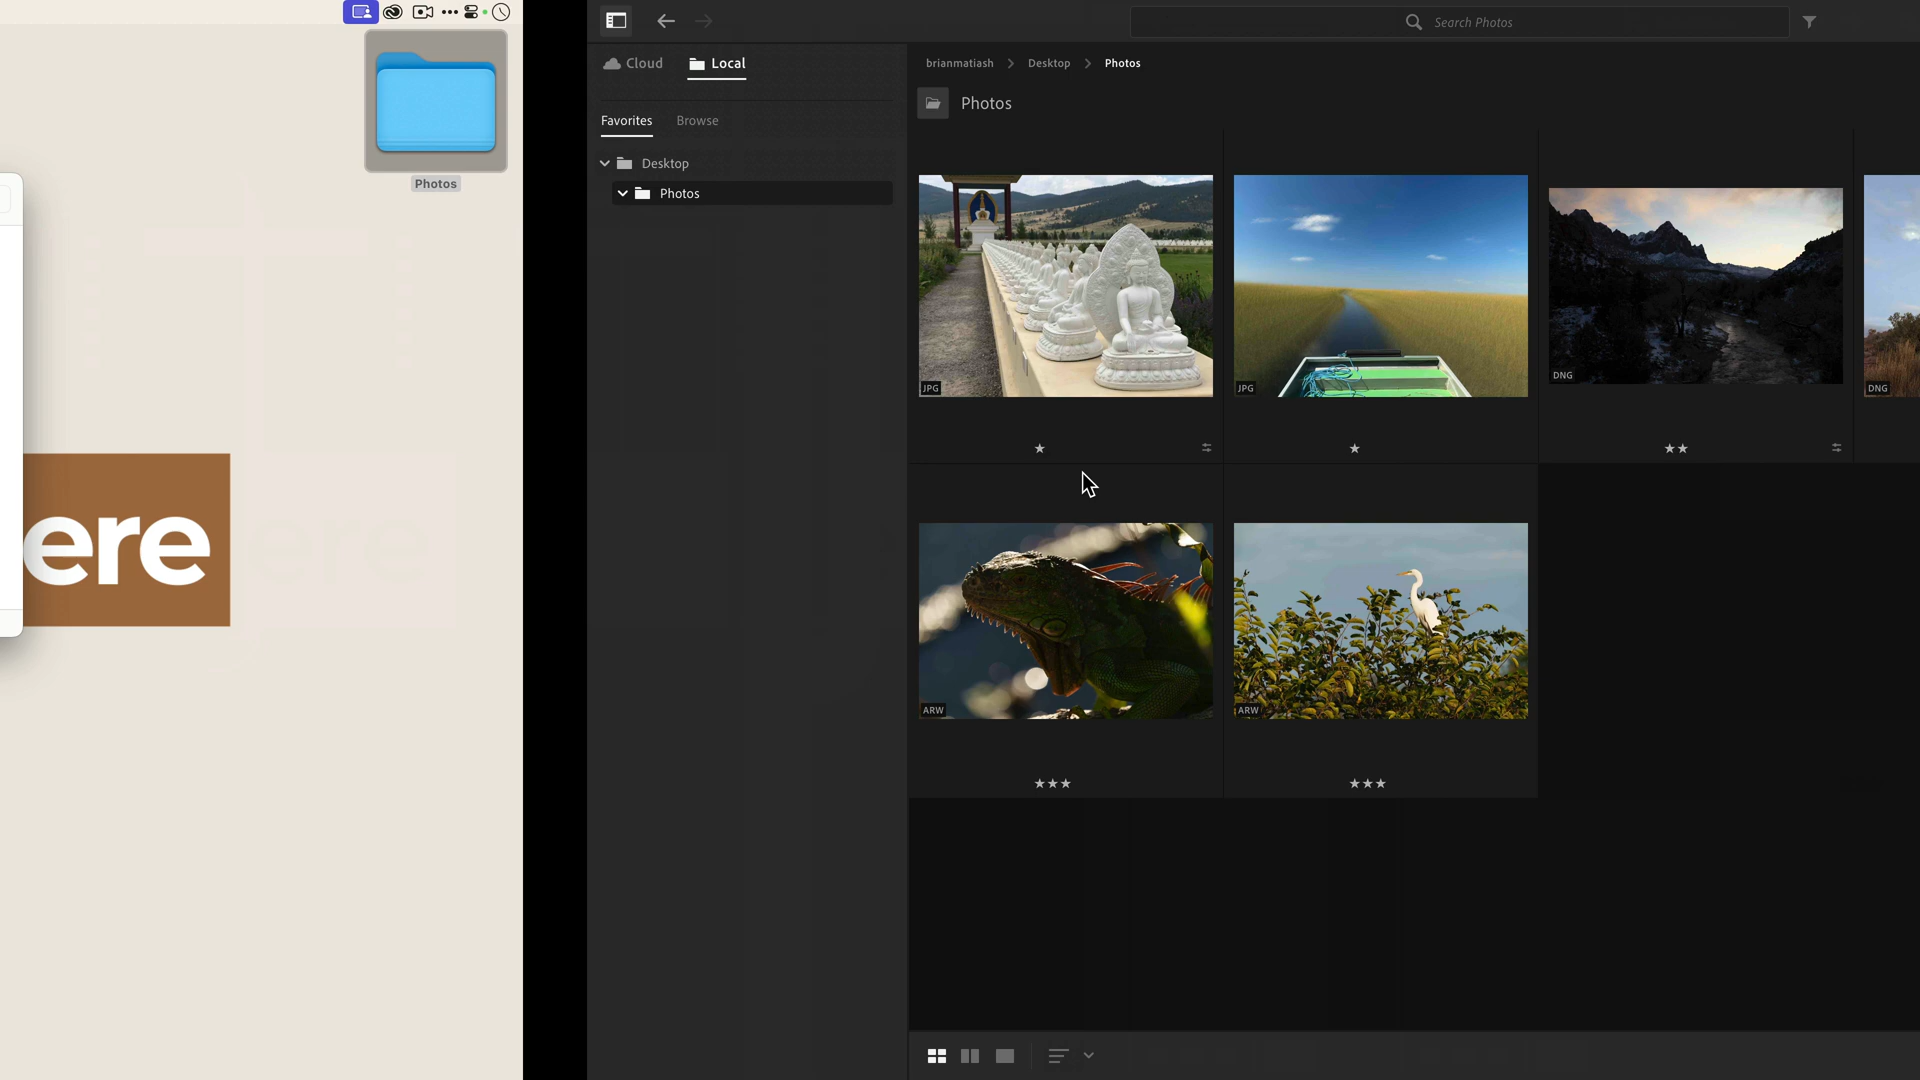 Photos
ere
Search Photos
Cloud
Local
Favorites
Browse
Desktop
Photos
brianmatiash
Desktop
Photos
Photos
JPG
JPG
DNG
DNG
ARW
ARW